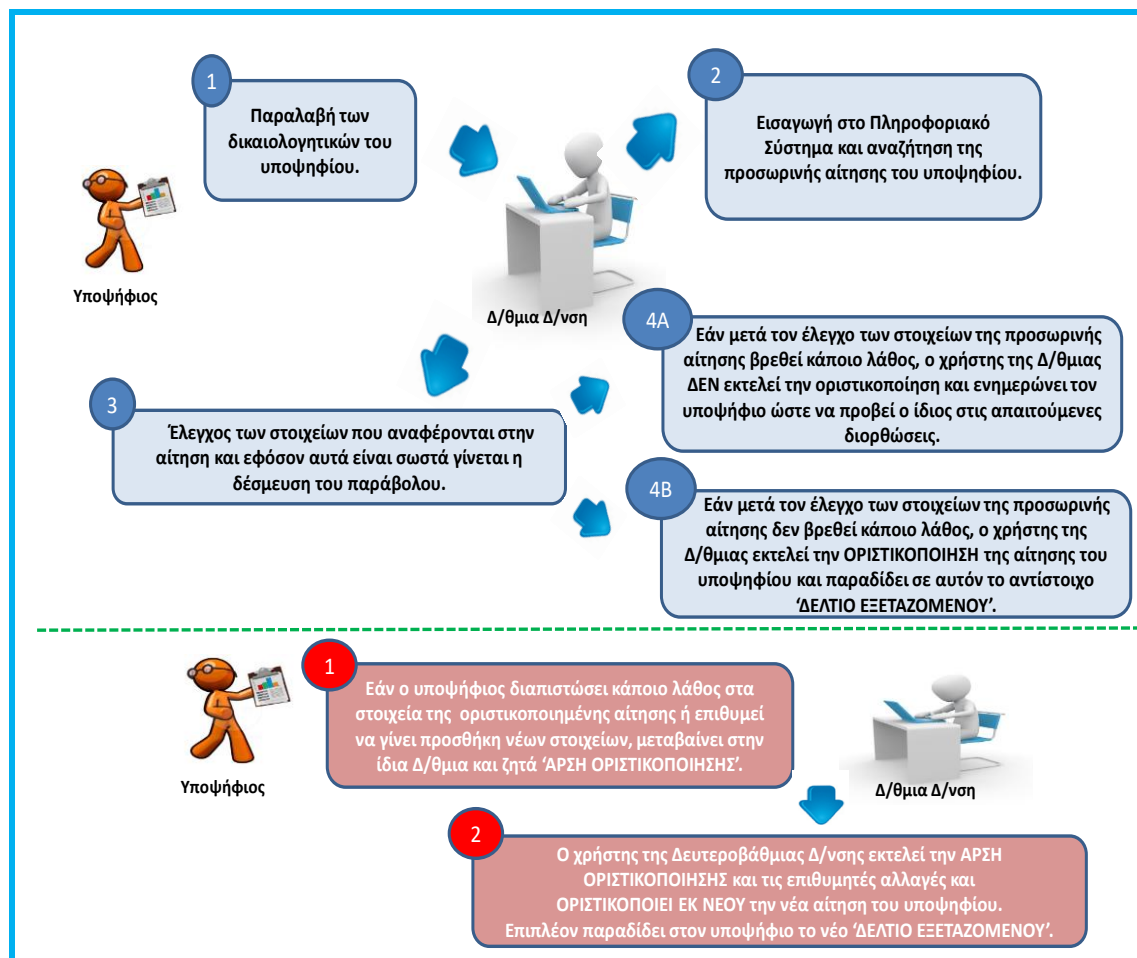 1
Παραλαβή των
δικαιολογητικών του
υποψηφίου.
2
Εισαγωγή στο Πληροφοριακό
Σύστημα και αναζήτηση της
προσωρινής αίτησης του υποψηφίου.
Υποψήφιος
Δ/θμια Δ/νση
3
Έλεγχος των στοιχείων που αναφέρονται στην
αίτηση και εφόσον αυτά είναι σωστά γίνεται η
δέσμευση του παράβολου.
4Α
Εάν μετά τον έλεγχο των στοιχείων της προσωρινής
αίτησης βρεθεί κάποιο λάθος, ο χρήστης της Δ/θμιας
ΔΕΝ εκτελεί την οριστικοποίηση και ενημερώνει τον
υποψήφιο ώστε να προβεί ο ίδιος στις απαιτούμενες
διορθώσεις.
4Β
Εάν μετά τον έλεγχο των στοιχείων της προσωρινής
αίτησης δεν βρεθεί κάποιο λάθος, ο χρήστης της
Δ/θμιας εκτελεί την ΟΡΙΣΤΙΚΟΠΟΙΗΣΗ της αίτησης του
υποψηφίου και παραδίδει σε αυτόν το αντίστοιχο
‘ΔΕΛΤΙΟ ΕΞΕΤΑΖΟΜΕΝΟΥ’.
Υποψήφιος
1
Εάν ο υποψήφιος διαπιστώσει κάποιο λάθος στα
στοιχεία της οριστικοποιημένης αίτησης ή επιθυμεί
να γίνει προσθήκη νέων στοιχείων, μεταβαίνει στην
ίδια Δ/θμια και ζητά ‘ΑΡΣΗ ΟΡΙΣΤΙΚΟΠΟΙΗΣΗΣ’.
Δ/θμια Δ/νση
2
Ο χρήστης της Δευτεροβάθμιας Δ/νσης εκτελεί την ΑΡΣΗ
ΟΡΙΣΤΙΚΟΠΟΙΗΣΗΣ και τις επιθυμητές αλλαγές και
ΟΡΙΣΤΙΚΟΠΟΙΕΙ ΕΚ ΝΕΟΥ την νέα αίτηση του υποψηφίου.
Επιπλέον παραδίδει στον υποψήφιο το νέο ‘ΔΕΛΤΙΟ ΕΞΕΤΑΖΟΜΕΝΟΥ’.